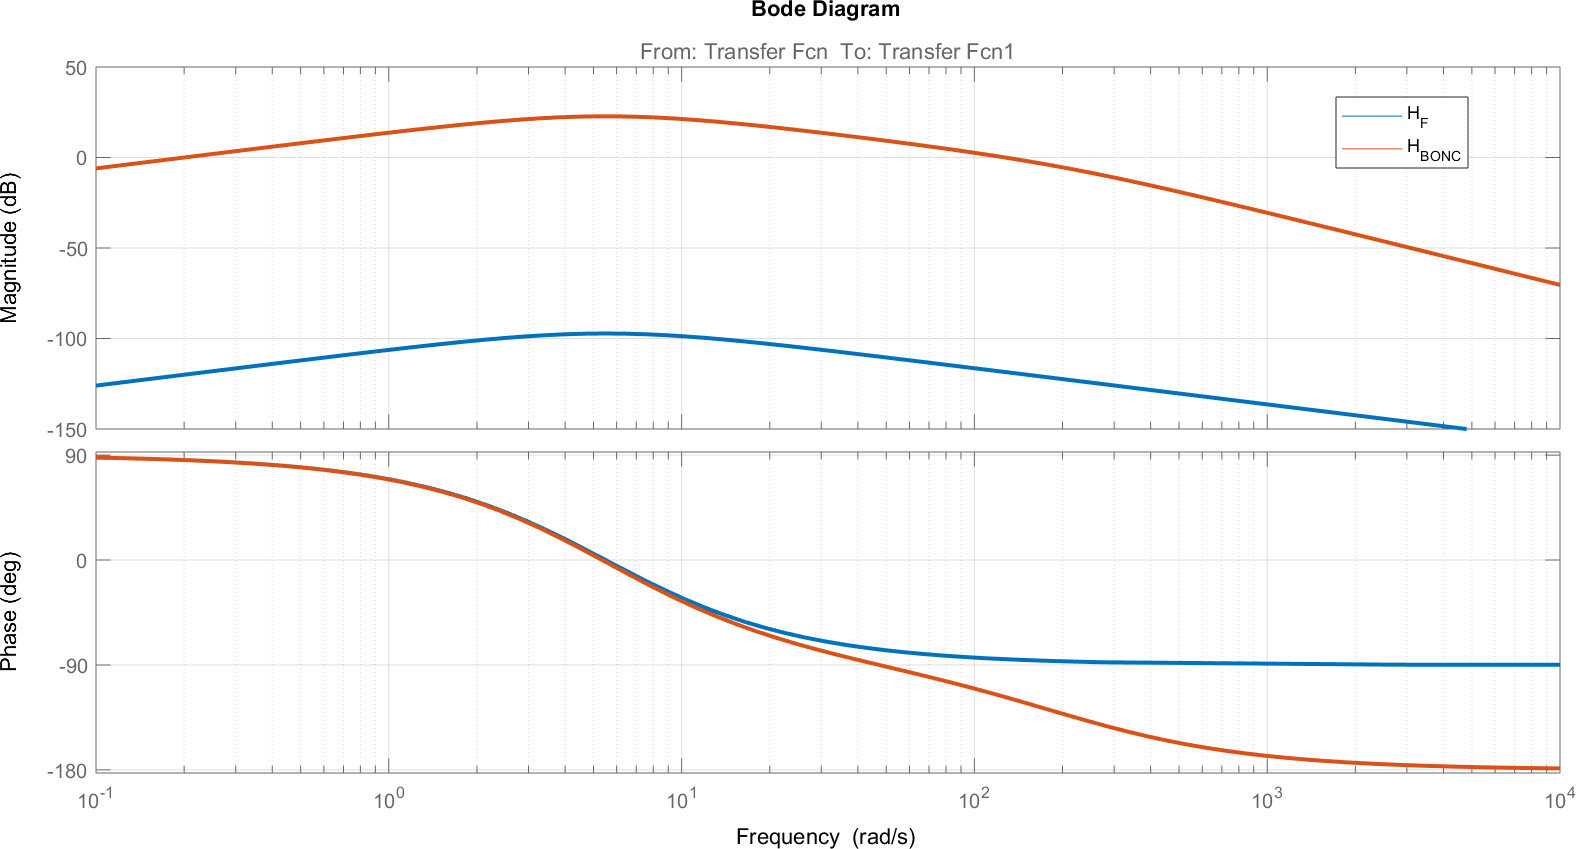 Bode Diagram
From: Transfer Fcn  To: Transfer Fcn1
50
0
-50
-100
-150
Magnitude (dB)
H_F
H_BONC
90
0
-90
-180
Phase (deg)
10^-1
10^0
10^1
10^2
10^3
10^4
Frequency  (rad/s)